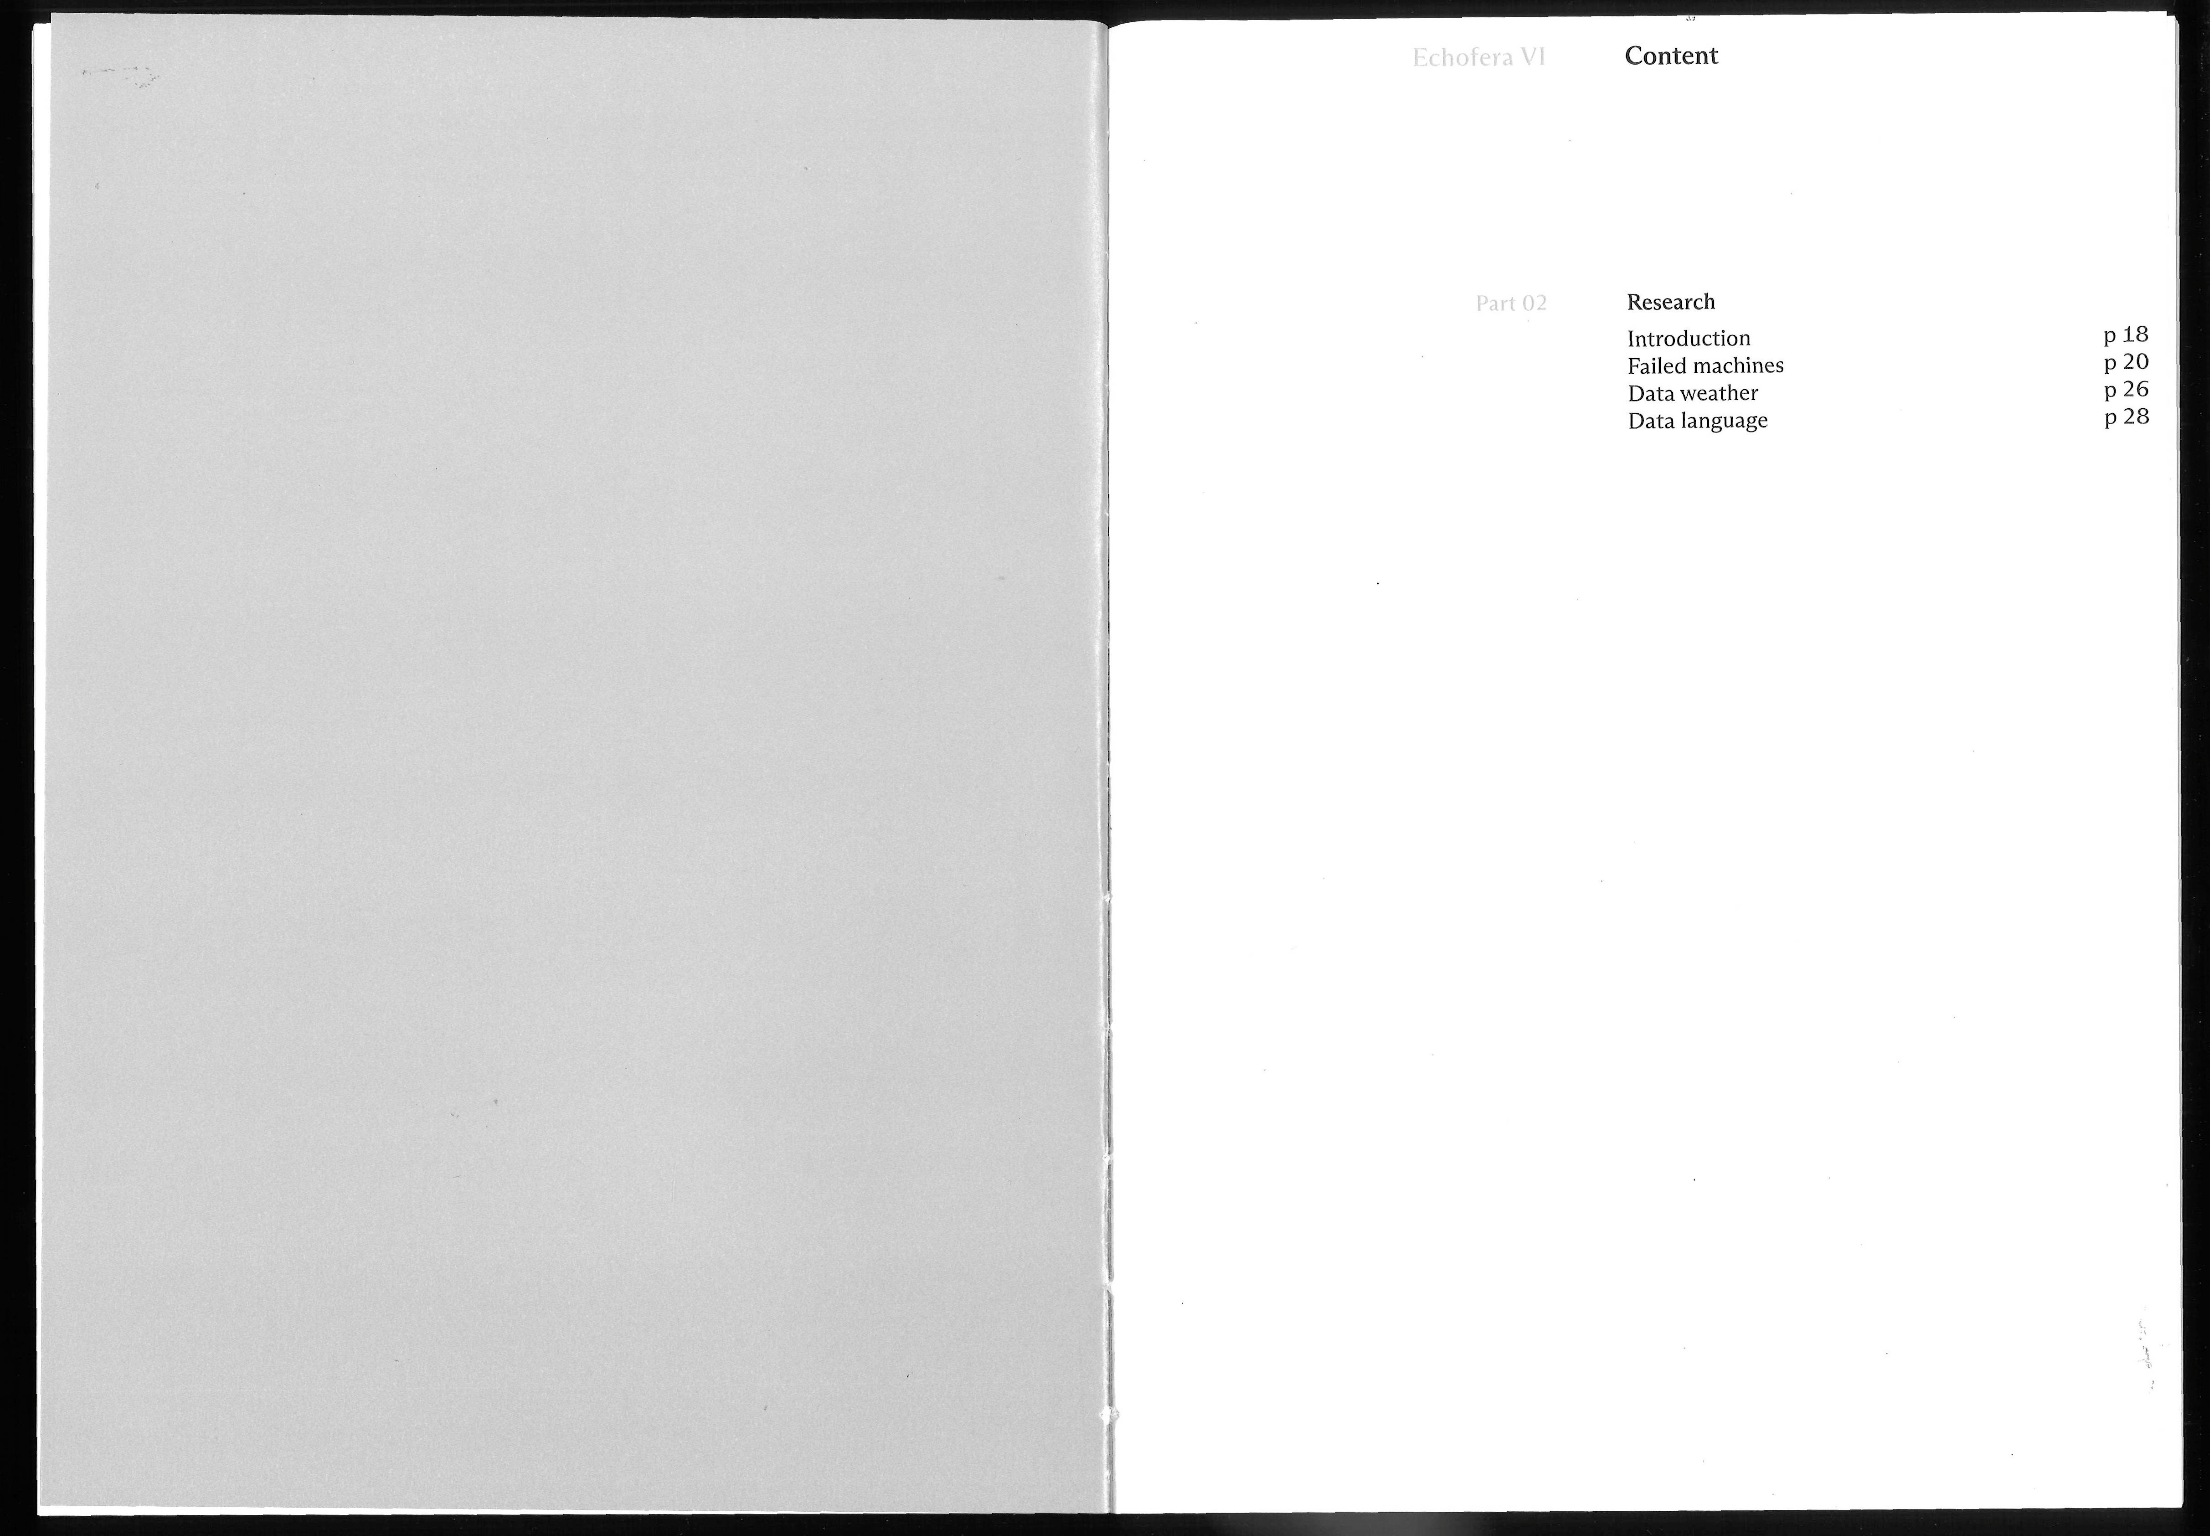 Echofera VI Content
Part 02 Research
Introduction p 18
Failed machines p 20
Data weather p 26
Data language p 28